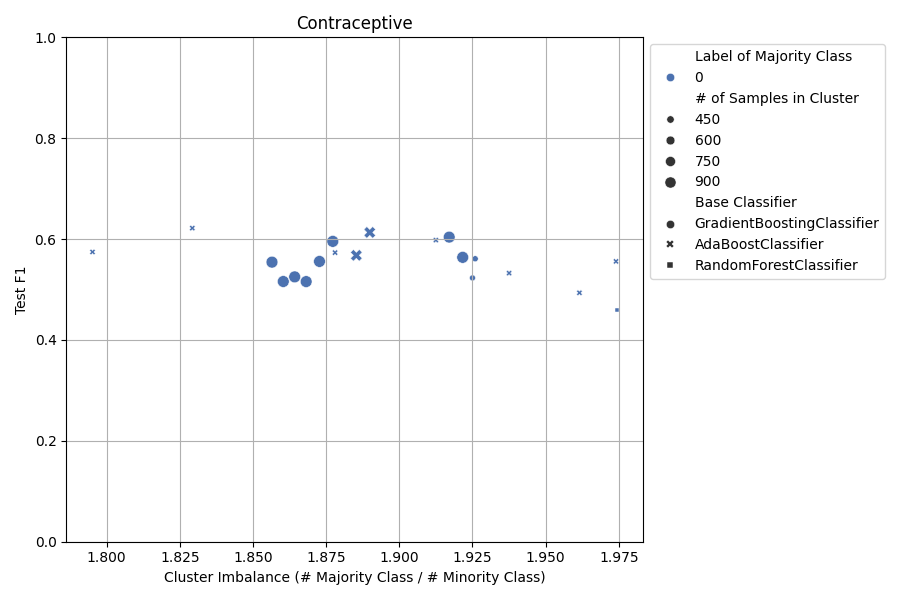 Contraceptive
1.0
0.8
0.6
0.4
0.2
0.0
Test F1
1.800 1.825 1.850 1.875 1.900 1.925 1.950 1.975
Cluster Imbalance (# Majority Class / # Minority Class)
Label of Majority Class
0
# of Samples in Cluster
450
600
750
900
Base Classifier
GradientBoostingClassifier
AdaBoostClassifier
RandomForestClassifier